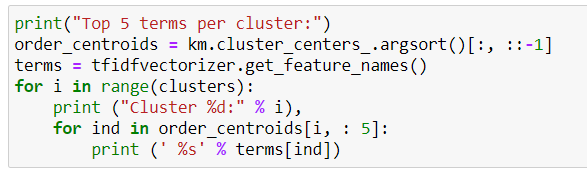 print("Top 5 terms per cluster:")
order_centroids = km.cluster_centers_.argsort()[:, ::-1]
terms = tfidfvectorizer.get_feature_names()
for i in range(clusters):
    print ("Cluster %d:" % i),
    for ind in order_centroids[i, : 5]:
        print (' %s' % terms[ind])